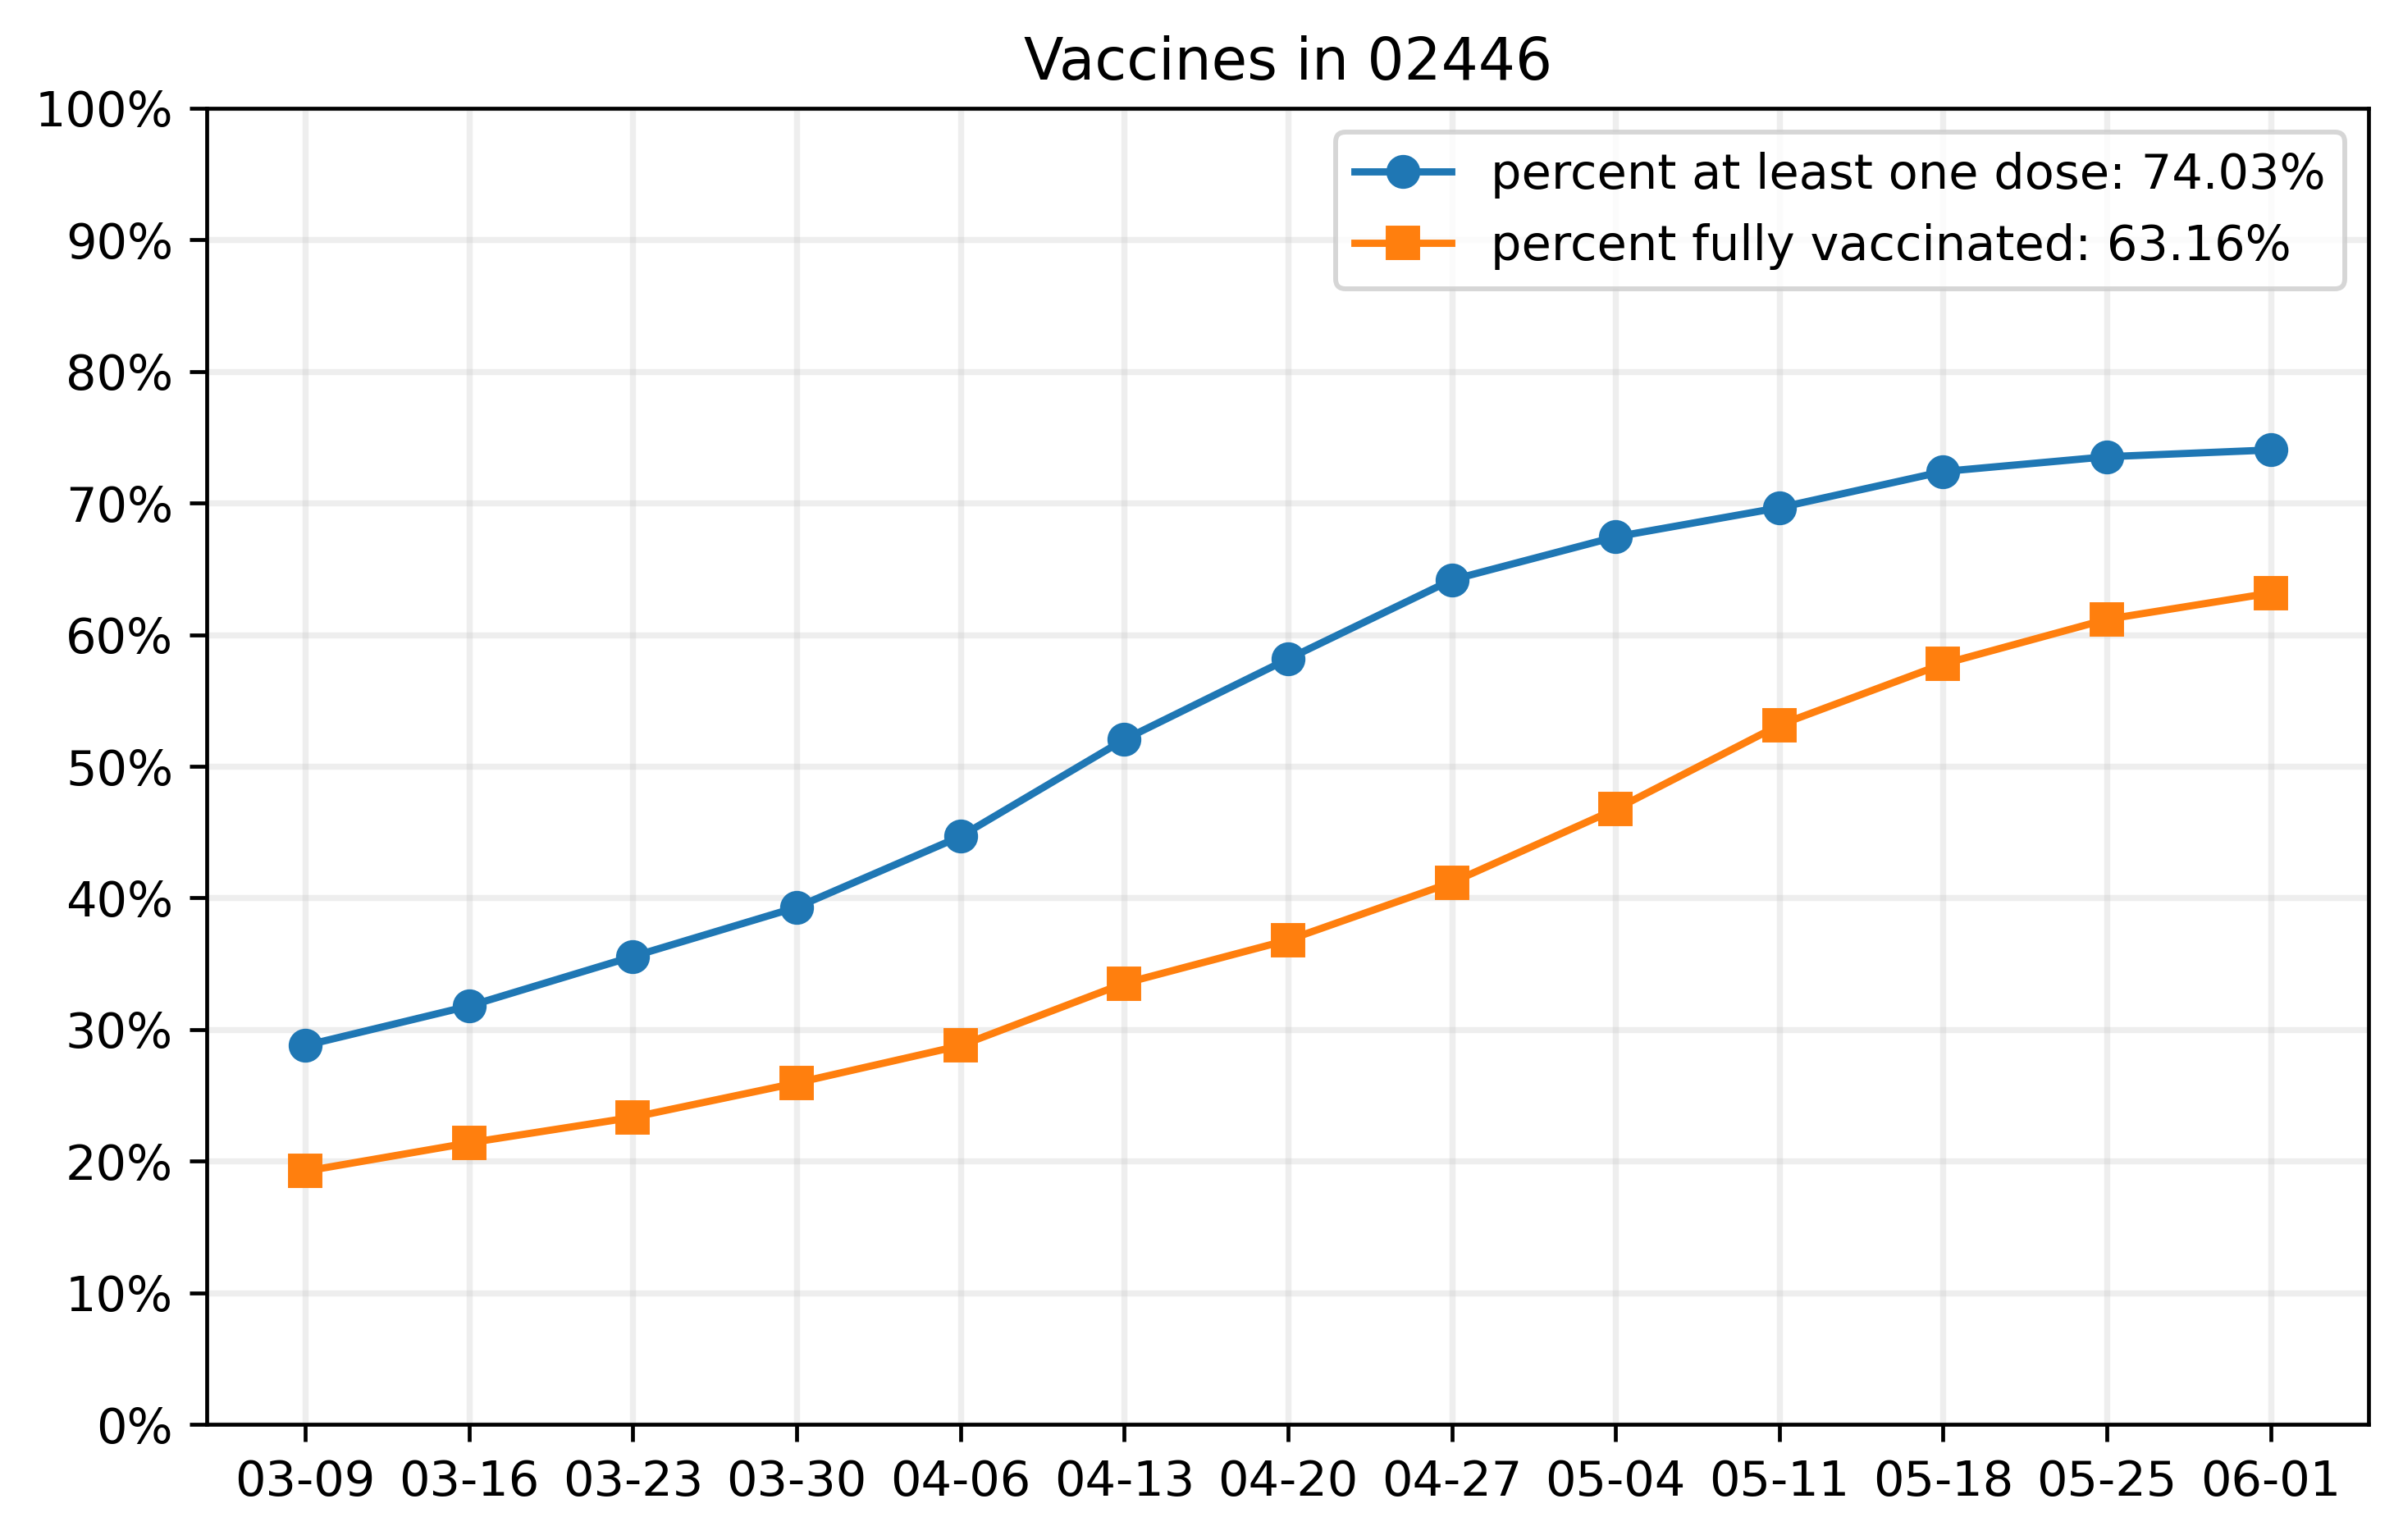 Vaccines in 02446
100%
90%
80%
70%
60%
50%
40%
30%
20%
10%
0%
percent at least one dose: 74.03%
percent fully vaccinated: 63.16%
03-09 03-16 03-23 03-30 04-06 04-13 04-20 04-27 05-04 05-11 05-18 05-25 06-01